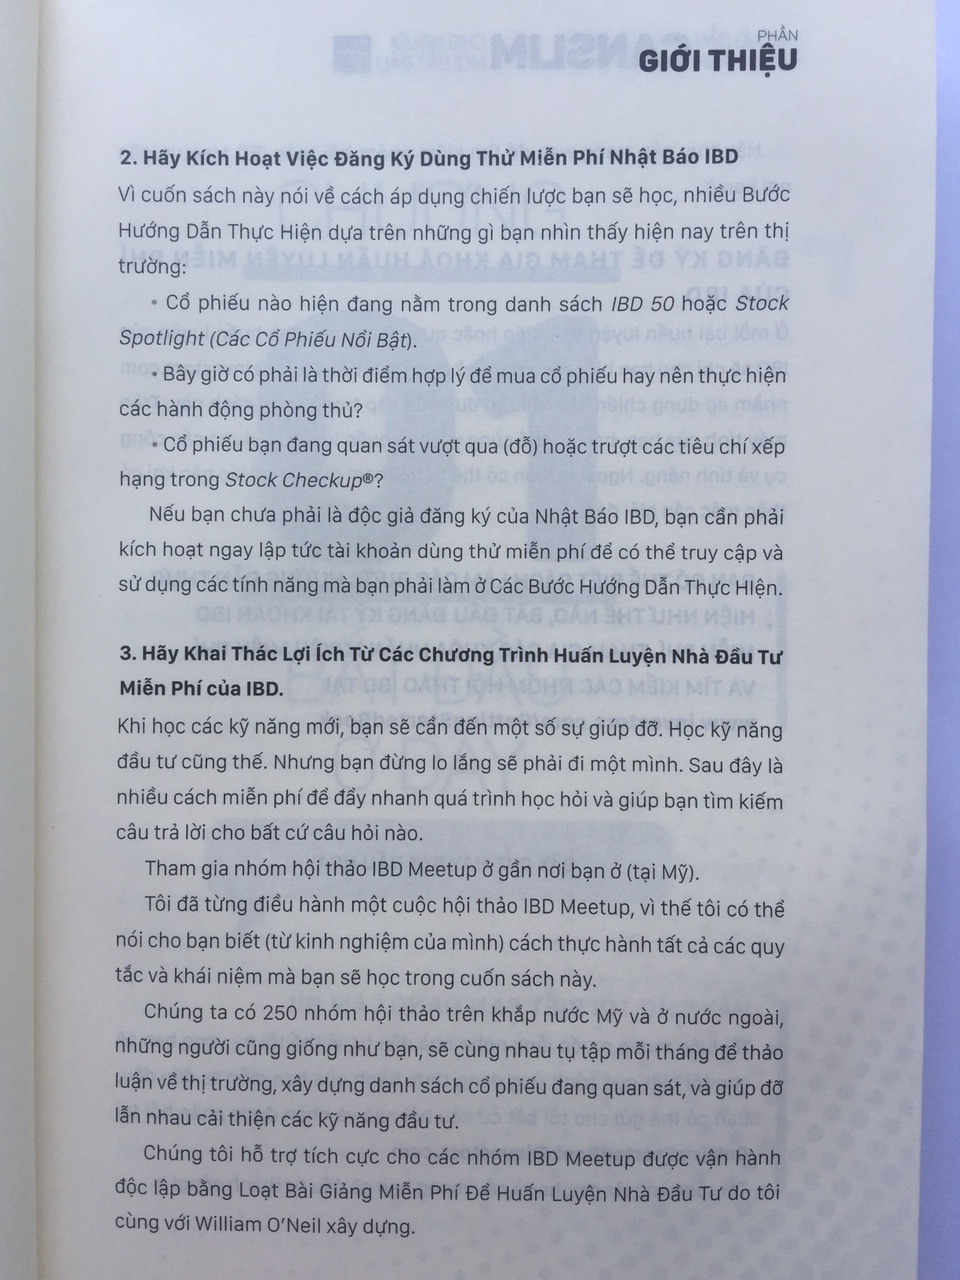 PHẦN
GIỚI THIỆU
2. Hãy Kích Hoạt Việc Đăng Ký Dùng Thử Miễn Phí Nhật Báo IBD
Vì cuốn sách này nói về cách áp dụng chiến lược bạn sẽ học, nhiều Bước
Hướng Dẫn Thực Hiện dựa trên những gì bạn nhìn thấy hiện nay trên thị
trường:
• Cổ phiếu nào hiện đang nằm trong danh sách IBD 50 hoặc Stock
Spotlight (Các Cổ Phiếu Nổi Bật).
• Bây giờ có phải là thời điểm hợp lý để mua cổ phiếu hay nên thực hiện
các hành động phòng thủ?
• Cổ phiếu bạn đang quan sát vượt qua (đỗ) hoặc trượt các tiêu chí xếp
hạng trong Stock Checkup®?
Nếu bạn chưa phải là độc giả đăng ký của Nhật Báo IBD, bạn cần phải
kích hoạt ngay lập tức tài khoản dùng thử miễn phí để có thể truy cập và
sử dụng các tính năng mà bạn phải làm ở Các Bước Hướng Dẫn Thực HIện.
3. Hãy Khai Thác Lợi Ích Từ Các Chương Trình Huấn Luyện Nhà Đầu Tư
Miễn Phí của IBD.
Khi học các kỹ năng mới, bạn sẽ cần đến một số sự giúp đỡ. Học kỹ năng
đầu tư cũng thế. Nhưng bạn đừng lo lắng sẽ phải đi một mình. Sau đây là
nhiều cách miễn phí để đẩy nhanh quá trình học hỏi và giúp bạn tìm kiếm
câu trả lời cho bất cứ câu hỏi nào.
Tham gia nhóm hội thảo IBD Meetup ở gần nơi bạn ở (tại Mỹ).
Tôi đã từng điều hành một cuộc hội thảo IBD Meetup, vì thế tôi có thể
nói cho bạn biết (từ kinh nghiệm của mình) cách thực hành tất cả các quy
tắc và khái niệm mà bạn sẽ học trong cuốn sách này.
Chúng ta có 250 nhóm hội thảo trên khắp nước Mỹ và ở nước ngoài,
những người cũng giống như bạn, sẽ cùng nhau tụ tập mỗi tháng để thảo
luận về thị trường, xây dựng danh sách cổ phiếu đang quan sát, và giúp đỡ
lẫn nhau cải thiện các kỹ năng đầu tư.
Chúng tôi hỗ trợ tích cực cho các nhóm IBD Meetup được vận hành
độc lập bằng Loạt Bài Giảng Miễn Phí Để Huấn Luyện Nhà Đầu Tư do tôi
cùng với William O'Neil xây dựng.